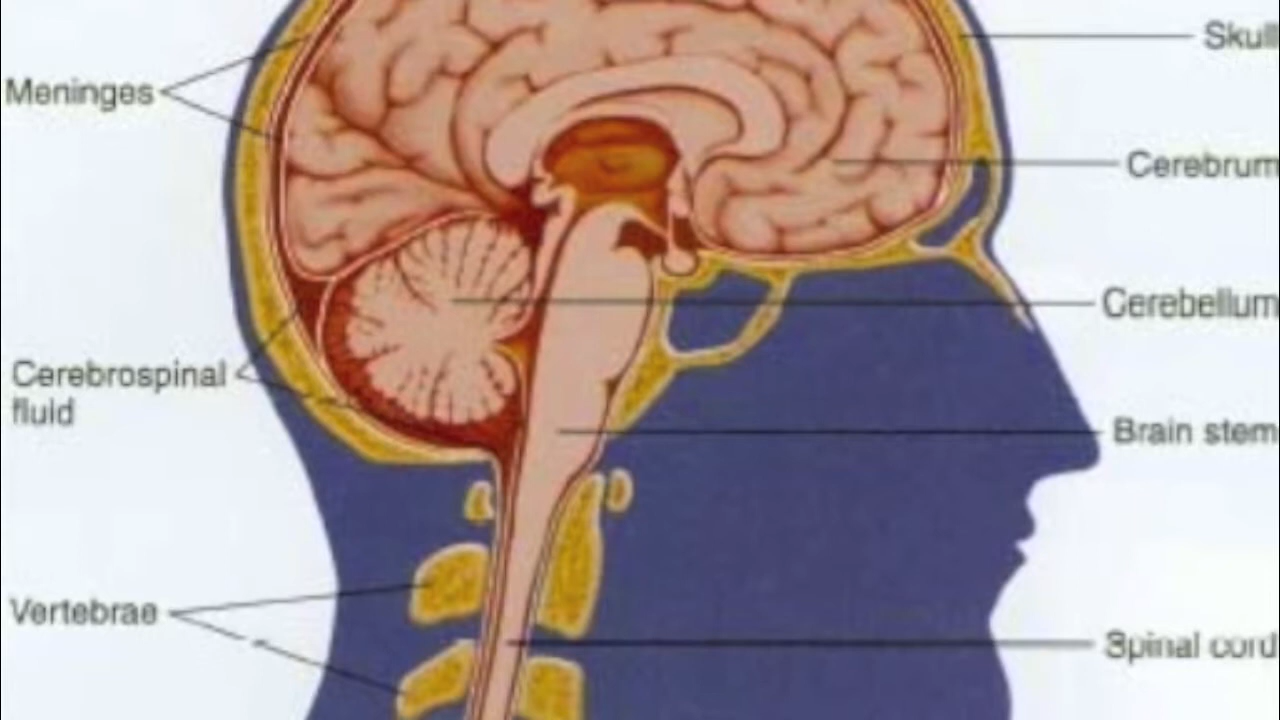 Meninges
Skull
Cerebrum
Cerebellum
Cerebrospinal
fluid
Brain stem
Vertebrae
Spinal cord